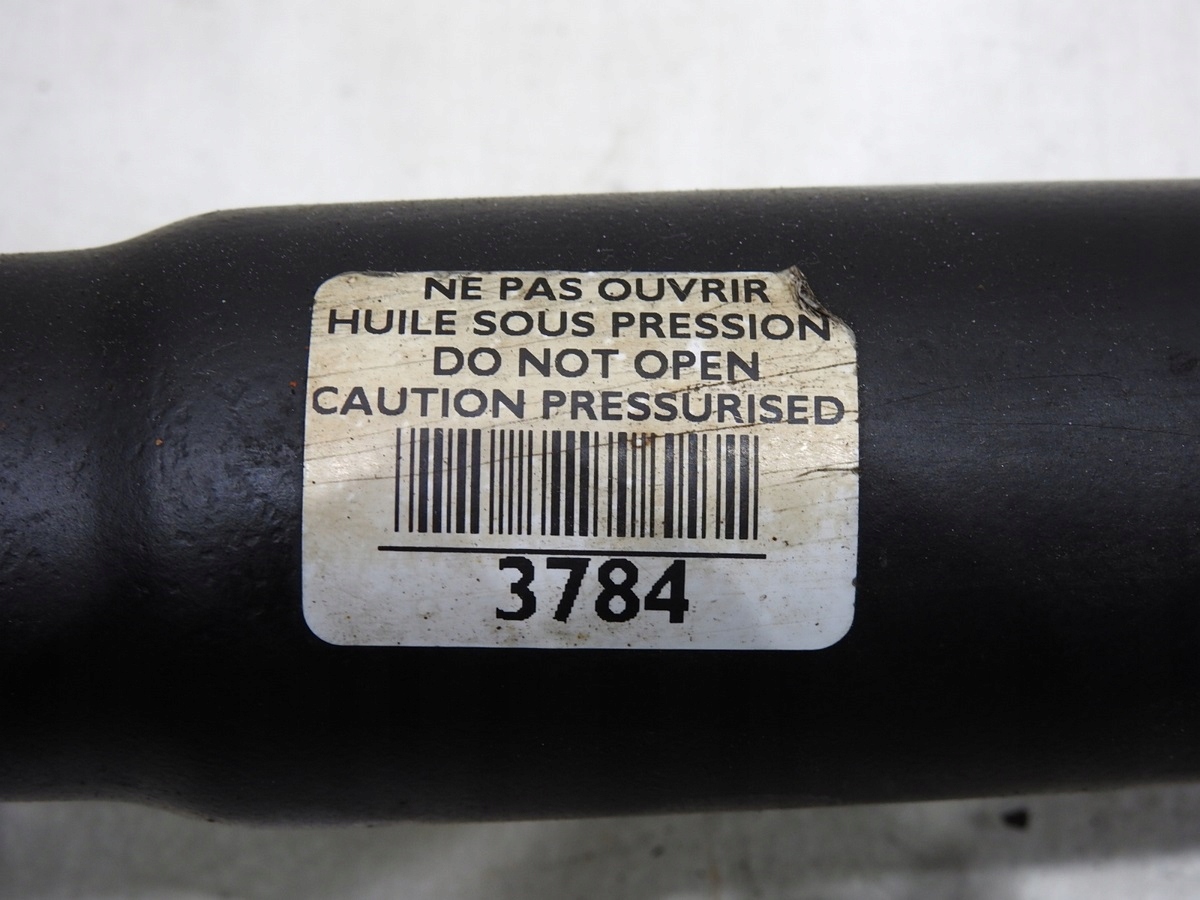 NE PAS OUVRIR
HUILE SOUS PRESSION
DO NOT OPEN
CAUTION PRESSURISED
3784